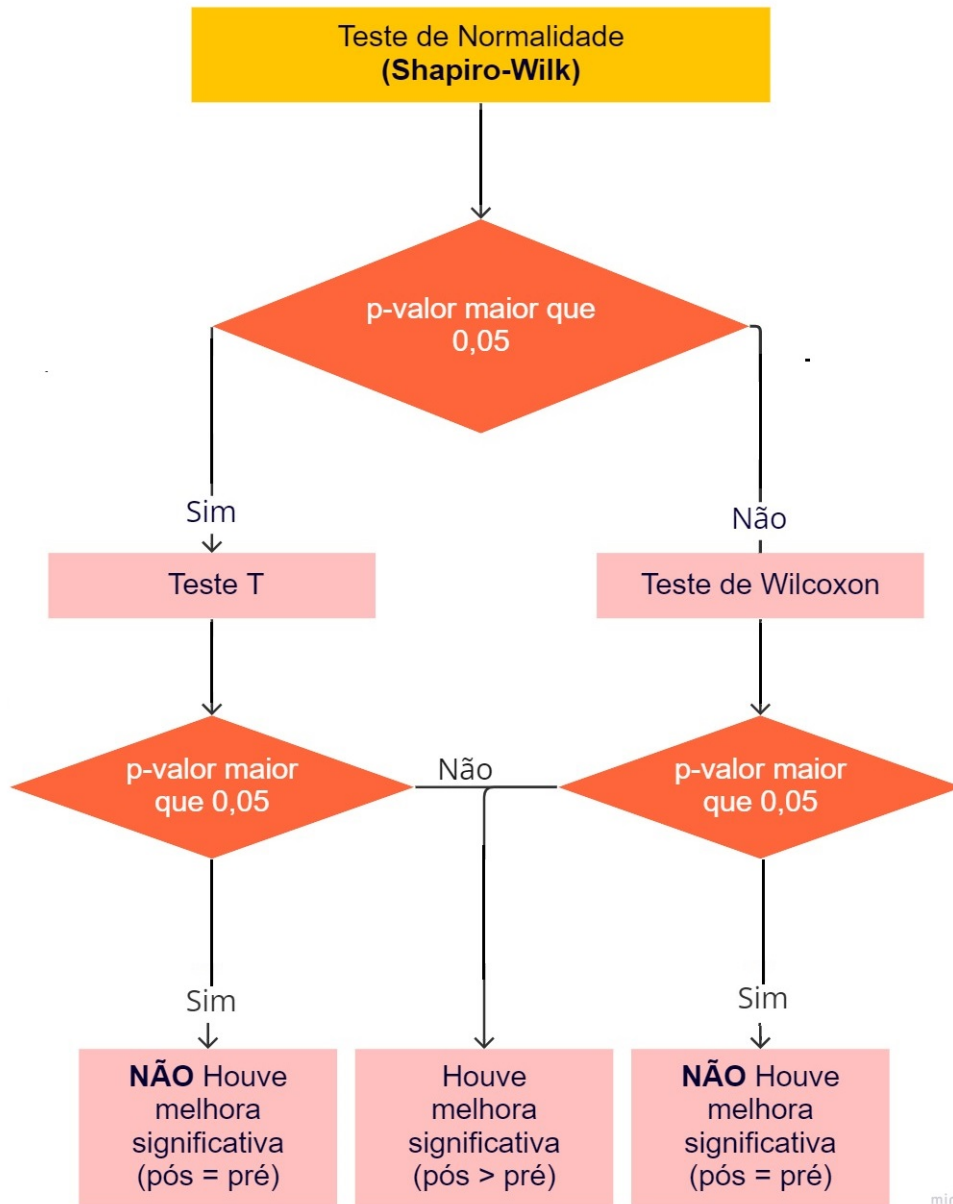 Teste de Normalidade
(Shapiro-Wilk)
p-valor maior que
0,05
Sim
Não
Teste T
Teste de Wilcoxon
p-valor maior
que 0,05
Não
p-valor maior
que 0,05
Sim
Sim
NÃO Houve
melhora
significativa
(pós = pré)
Houve
melhora
significativa
(pós > pré)
NÃO Houve
melhora
significativa
(pós = pré)